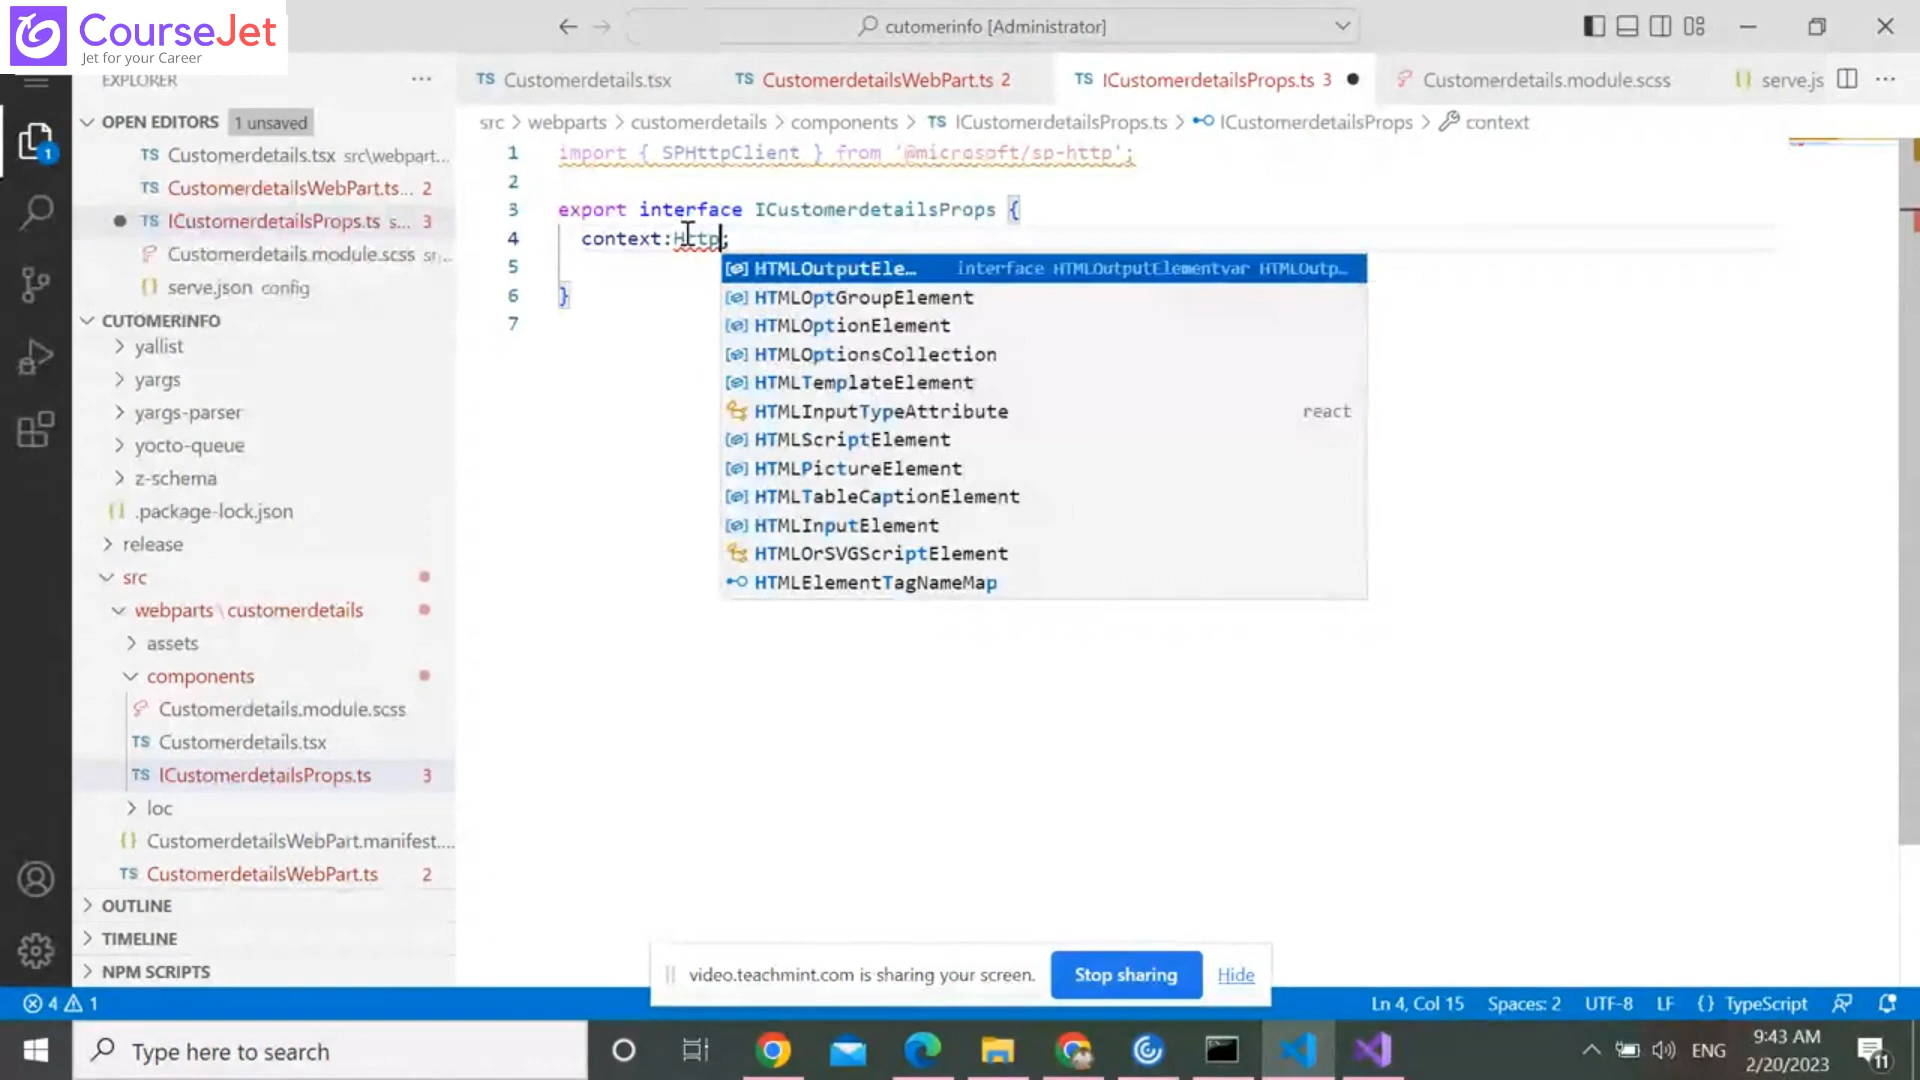 CourseJet
Jet for your Career
cutomerinfo [Administrator]
EXPLORER
TS Customerdetails.tsx
TS CustomerdetailsWebPart.ts 2
TS ICustomerdetailsProps.ts 3
Customerdetails.module.scss
serve.js
OPEN EDITORS 1 unsaved
src > webparts > customerdetails > components > TS ICustomerdetailsProps.ts > ICustomerdetailsProps > context
TS Customerdetails.tsx src\webpart...
TS CustomerdetailsWebPart.ts... 2
TS ICustomerdetailsProps.ts s... 3
Customerdetails.module.scss sr...
serve.json config
CUTOMERINFO
yallist
yargs
yargs-parser
yocto-queue
z-schema
.package-lock.json
release
src
webparts \ customerdetails
assets
components
Customerdetails.module.scss
TS Customerdetails.tsx
TS ICustomerdetailsProps.ts 3
loc
CustomerdetailsWebPart.manifest....
TS CustomerdetailsWebPart.ts 2
OUTLINE
TIMELINE
NPM SCRIPTS
1 import { SPHttpClient } from '@microsoft/sp-http';
2
3 export interface ICustomerdetailsProps {
4 context:Http;
5
6 }
7
HTMLOutputEle... interface HTMLOutputElementvar HTMLOutp...
HTMLOptGroupElement
HTMLOptionElement
HTMLOptionsCollection
HTMLTemplateElement
HTMLInputTypeAttribute react
HTMLScriptElement
HTMLPictureElement
HTMLTableCaptionElement
HTMLInputElement
HTMLOrSVGScriptElement
HTMLElementTagNameMap
video.teachmint.com is sharing your screen.
Stop sharing
Hide
4 1
Ln 4, Col 15 Spaces: 2 UTF-8 LF {} TypeScript
Type here to search
ENG
9:43 AM
2/20/2023
11
1